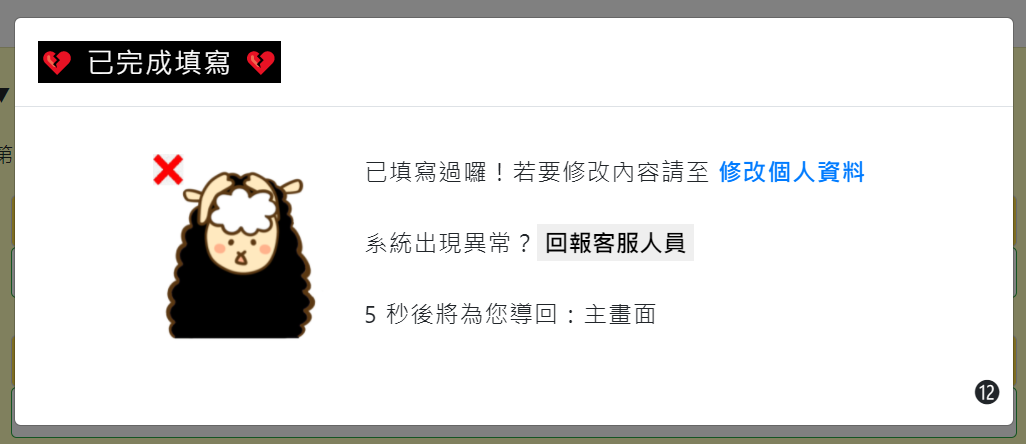 💔 已完成填寫 💔
第
已填寫過囉！若要修改內容請至 修改個人資料
系統出現異常？ 回報客服人員
5 秒後將為您導回：主畫面
⓬